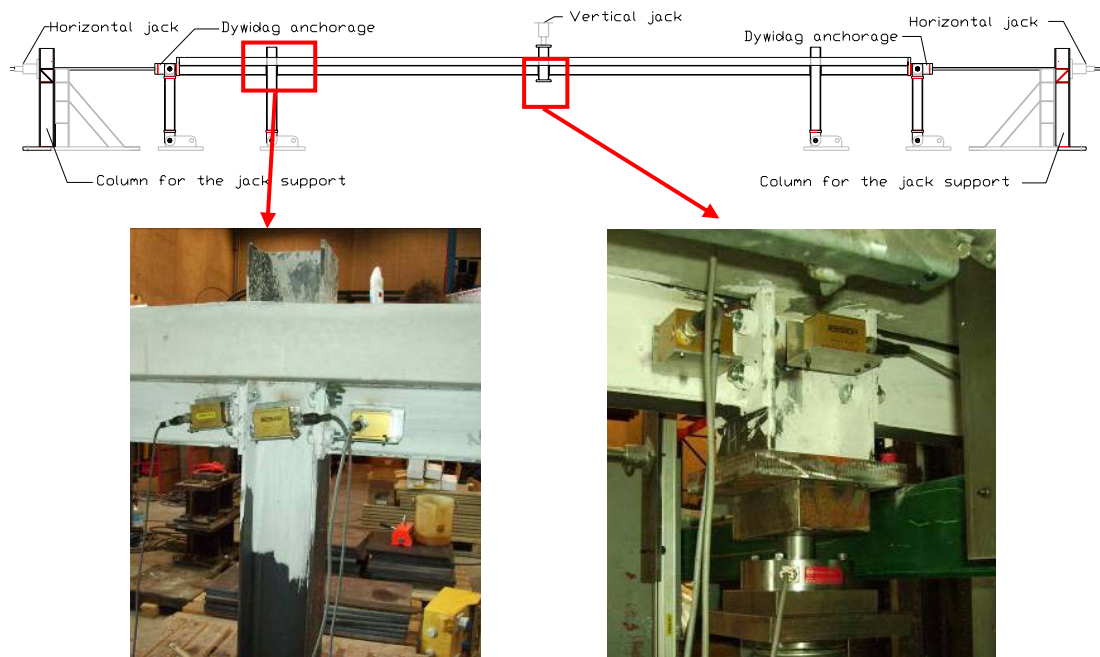 Vertical jack
Horizontal jack
Dywidag anchorage
Horizontal jack
Dywidag anchorage
Column for the jack support
Column for the jack support